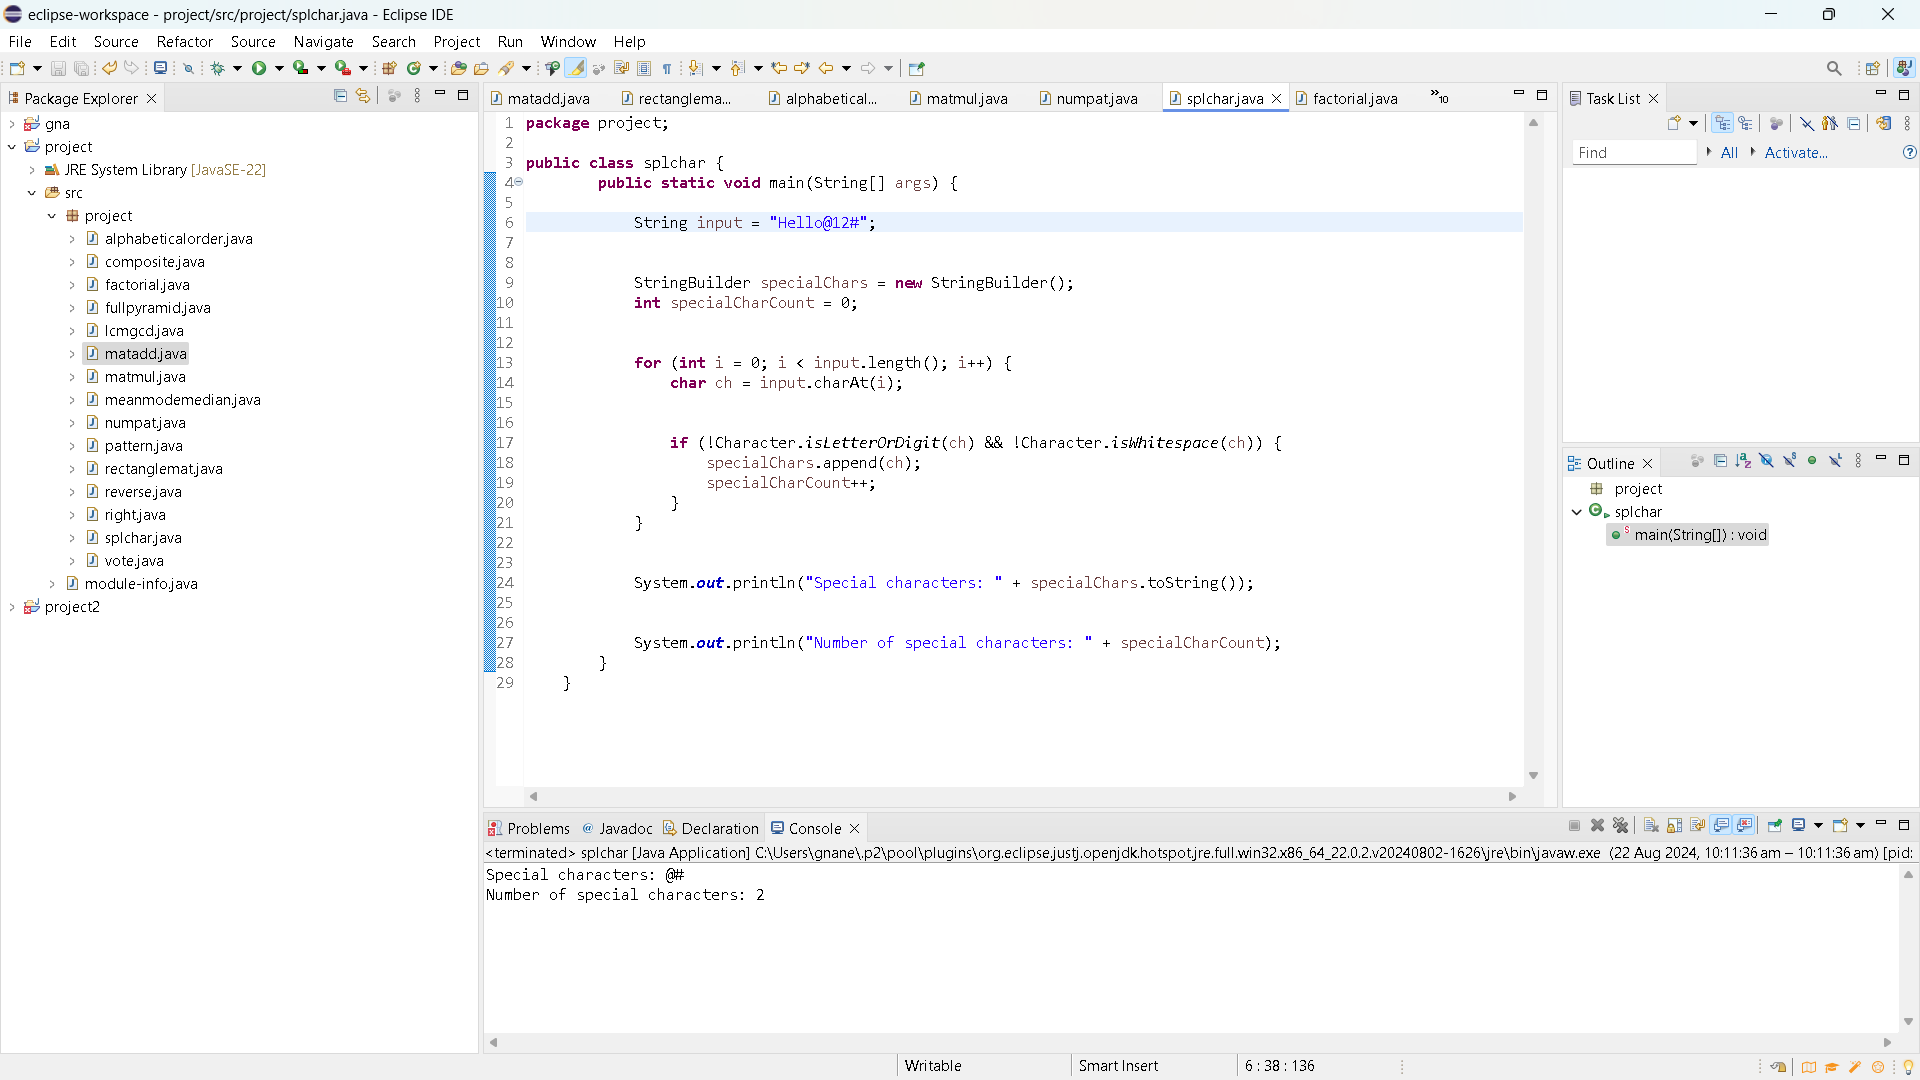 eclipse-workspace - project/src/project/splchar.java - Eclipse IDE
File Edit Source Refactor Source Navigate Search Project Run Window Help
Package Explorer
gna
project
JRE System Library [JavaSE-22]
src
project
alphabeticalorder.java
composite.java
factorial.java
fullpyramid.java
lcmgcd.java
matadd.java
matmul.java
meanmodemedian.java
numpat.java
pattern.java
rectanglemat.java
reverse.java
right.java
splchar.java
vote.java
module-info.java
project2
matadd.java rectanglema... alphabetical... matmul.java numpat.java splchar.java factorial.java »10
1 package project;
2
3 public class splchar {
4 public static void main(String[] args) {
5
6 String input = "Hello@12#";
7
8
9 StringBuilder specialChars = new StringBuilder();
10 int specialCharCount = 0;
11
12
13 for (int i = 0; i < input.length(); i++) {
14 char ch = input.charAt(i);
15
16
17 if (!Character.isLetterOrDigit(ch) && !Character.isWhitespace(ch)) {
18 specialChars.append(ch);
19 specialCharCount++;
20 }
21 }
22
23
24 System.out.println("Special characters: " + specialChars.toString());
25
26
27 System.out.println("Number of special characters: " + specialCharCount);
28 }
29 }
Task List
Find All Activate...
Outline
project
splchar
main(String[]) : void
Problems @ Javadoc Declaration Console
<terminated> splchar [Java Application] C:\Users\gnane\.p2\pool\plugins\org.eclipse.justj.openjdk.hotspot.jre.full.win32.x86_64_22.0.2.v20240802-1626\jre\bin\javaw.exe (22 Aug 2024, 10:11:36 am – 10:11:36 am) [pid:
Special characters: @#
Number of special characters: 2
Writable Smart Insert 6 : 38 : 136